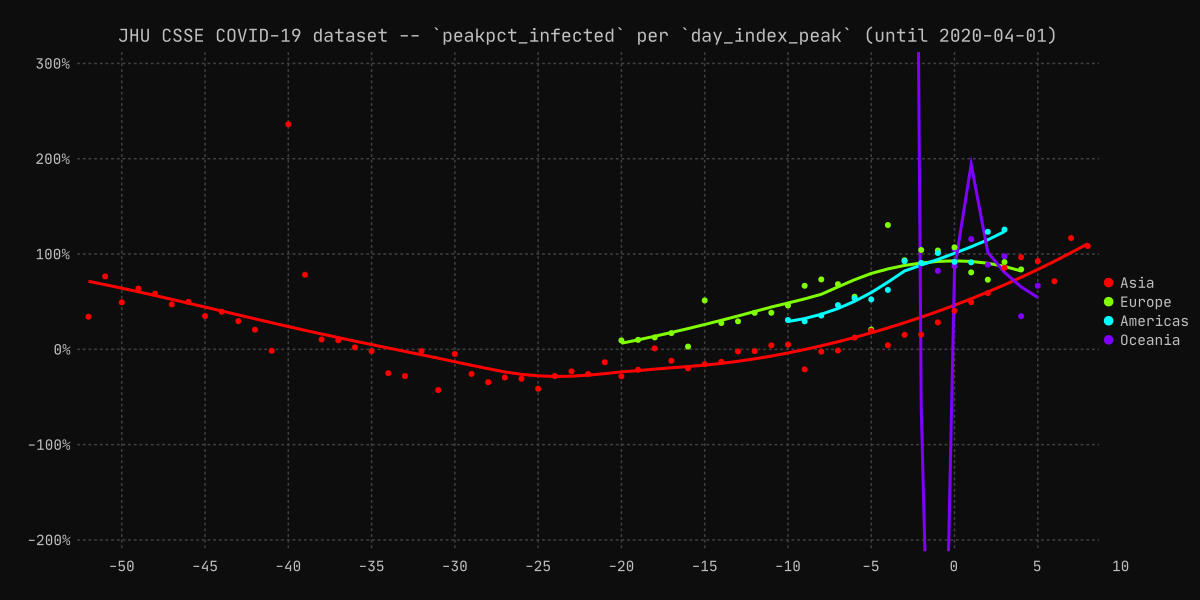 JHU CSSE COVID-19 dataset -- `peakpct_infected` per `day_index_peak` (until 2020-04-01)
300%
200%
100%
0%
-100%
-200%
Asia
Europe
Americas
Oceania
-50 -45 -40 -35 -30 -25 -20 -15 -10 -5 0 5 10